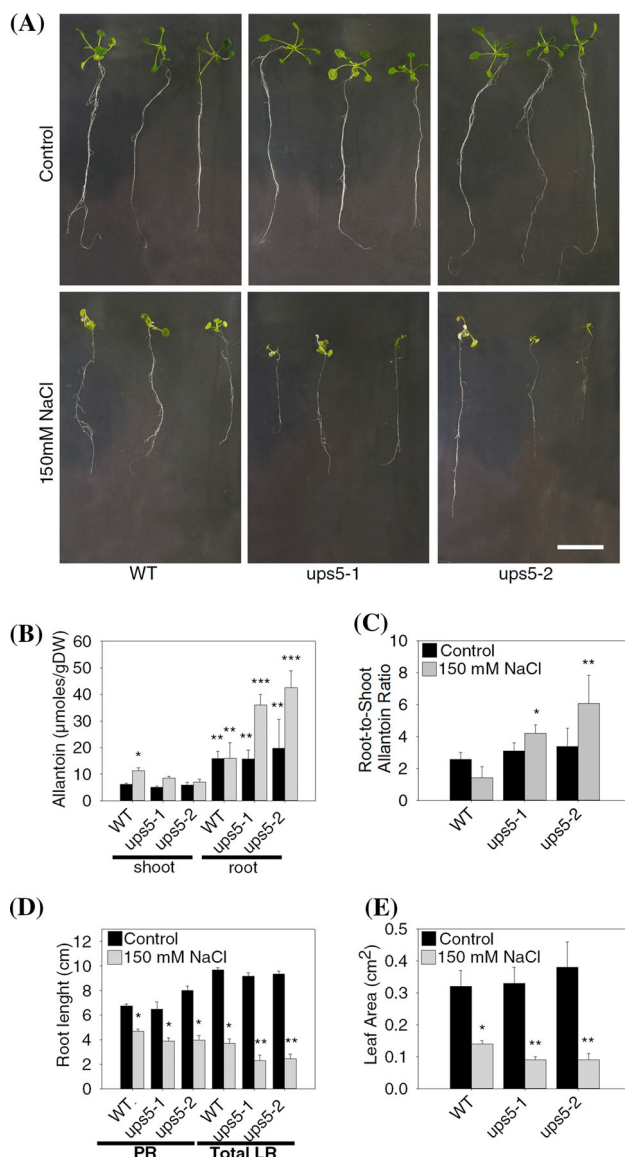 (A)
Control
150mM NaCl
WT
ups5-1
ups5-2
(B)
60
50
40
30
20
10
0
Allantoin (µmoles/gDW)
*
** ** ** *** ** ***
WT
ups5-1
ups5-2
WT
ups5-1
ups5-2
shoot
root
(C)
10
8
6
4
2
0
Root-to-Shoot
Allantoin Ratio
Control
150 mM NaCl
*
**
WT
ups5-1
ups5-2
(D)
12
10
8
6
4
2
0
Root lenght (cm)
Control
150 mM NaCl
* * * * ** **
WT.
ups5-1
ups5-2
WT
ups5-1
ups5-2
PR
Total LR
(E)
0.5
0.4
0.3
0.2
0.1
0.0
Leaf Area (cm²)
Control
150 mM NaCl
* ** **
WT
ups5-1
ups5-2